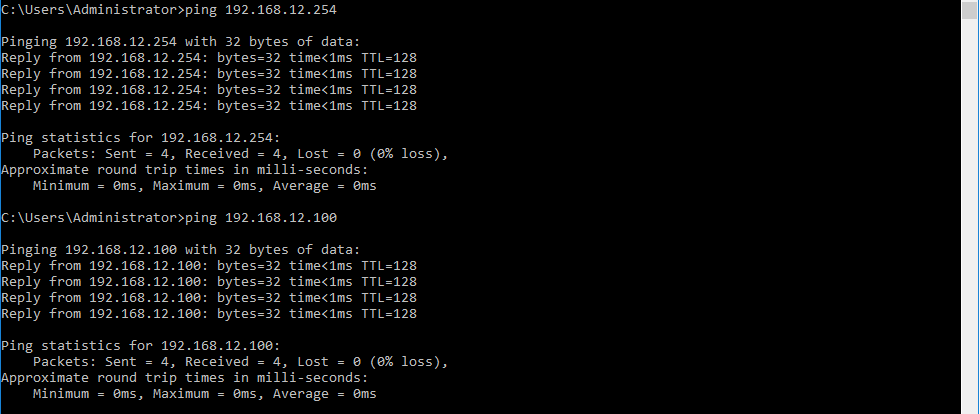 C:\Users\Administrator>ping 192.168.12.254
Pinging 192.168.12.254 with 32 bytes of data:
Reply from 192.168.12.254: bytes=32 time<1ms TTL=128
Reply from 192.168.12.254: bytes=32 time<1ms TTL=128
Reply from 192.168.12.254: bytes=32 time<1ms TTL=128
Reply from 192.168.12.254: bytes=32 time<1ms TTL=128
Ping statistics for 192.168.12.254:
    Packets: Sent = 4, Received = 4, Lost = 0 (0% loss),
Approximate round trip times in milli-seconds:
    Minimum = 0ms, Maximum = 0ms, Average = 0ms
C:\Users\Administrator>ping 192.168.12.100
Pinging 192.168.12.100 with 32 bytes of data:
Reply from 192.168.12.100: bytes=32 time<1ms TTL=128
Reply from 192.168.12.100: bytes=32 time<1ms TTL=128
Reply from 192.168.12.100: bytes=32 time<1ms TTL=128
Reply from 192.168.12.100: bytes=32 time<1ms TTL=128
Ping statistics for 192.168.12.100:
    Packets: Sent = 4, Received = 4, Lost = 0 (0% loss),
Approximate round trip times in milli-seconds:
    Minimum = 0ms, Maximum = 0ms, Average = 0ms